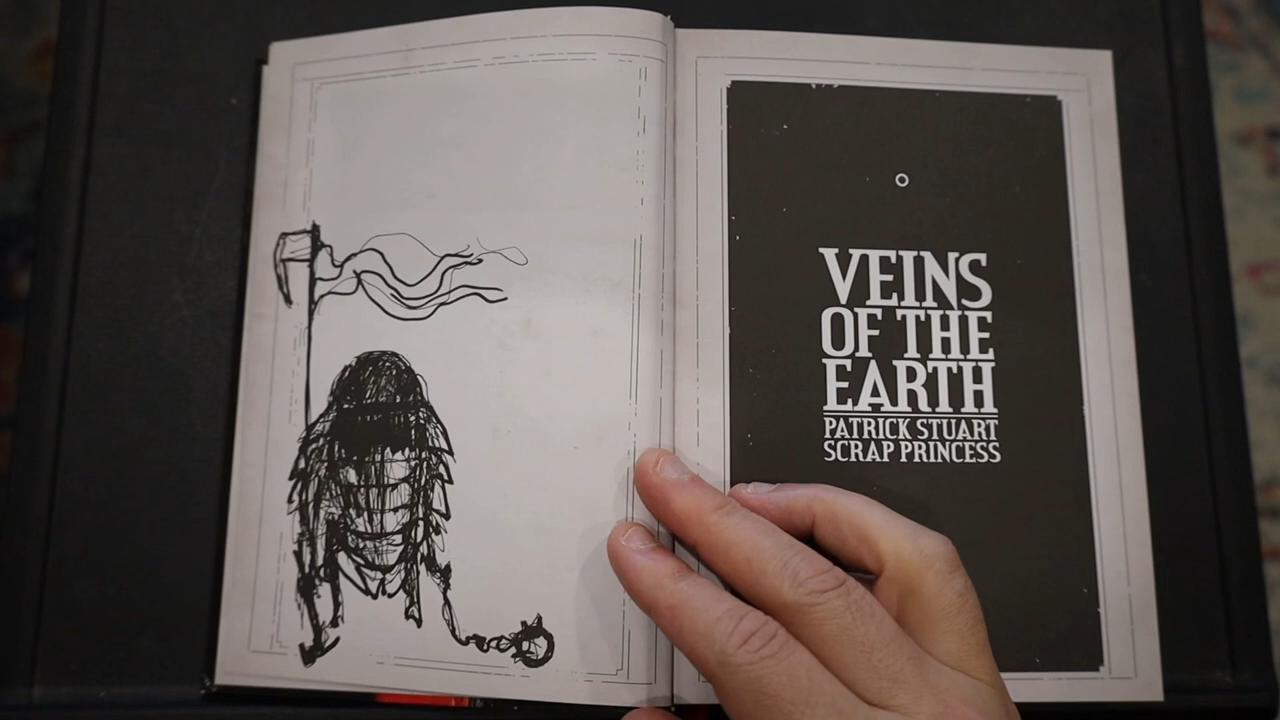 VEINS
OF THE
EARTH
PATRICK STUART
SCRAP PRINCESS